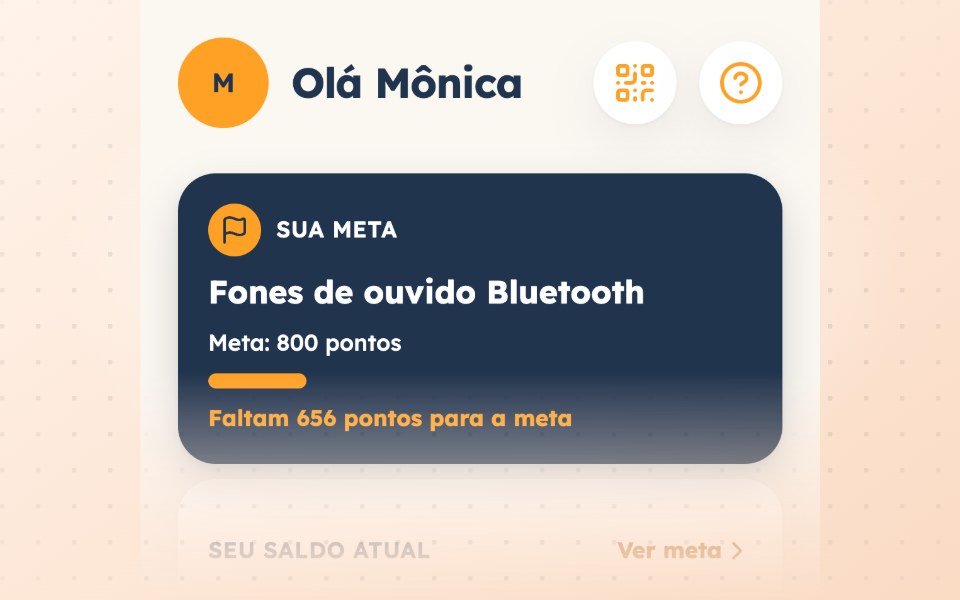 M
Olá Mônica
SUA META
Fones de ouvido Bluetooth
Meta: 800 pontos
Faltam 656 pontos para a meta
SEU SALDO ATUAL
Ver meta